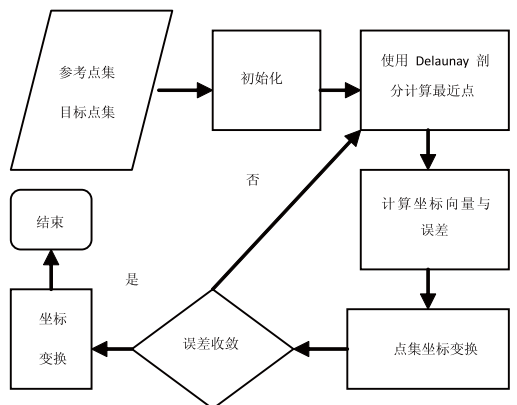 参考点集
目标点集
初始化
使用 Delaunay 剖
分计算最近点
否
计算坐标向量与
误差
结束
是
坐标
变换
误差收敛
点集坐标变换